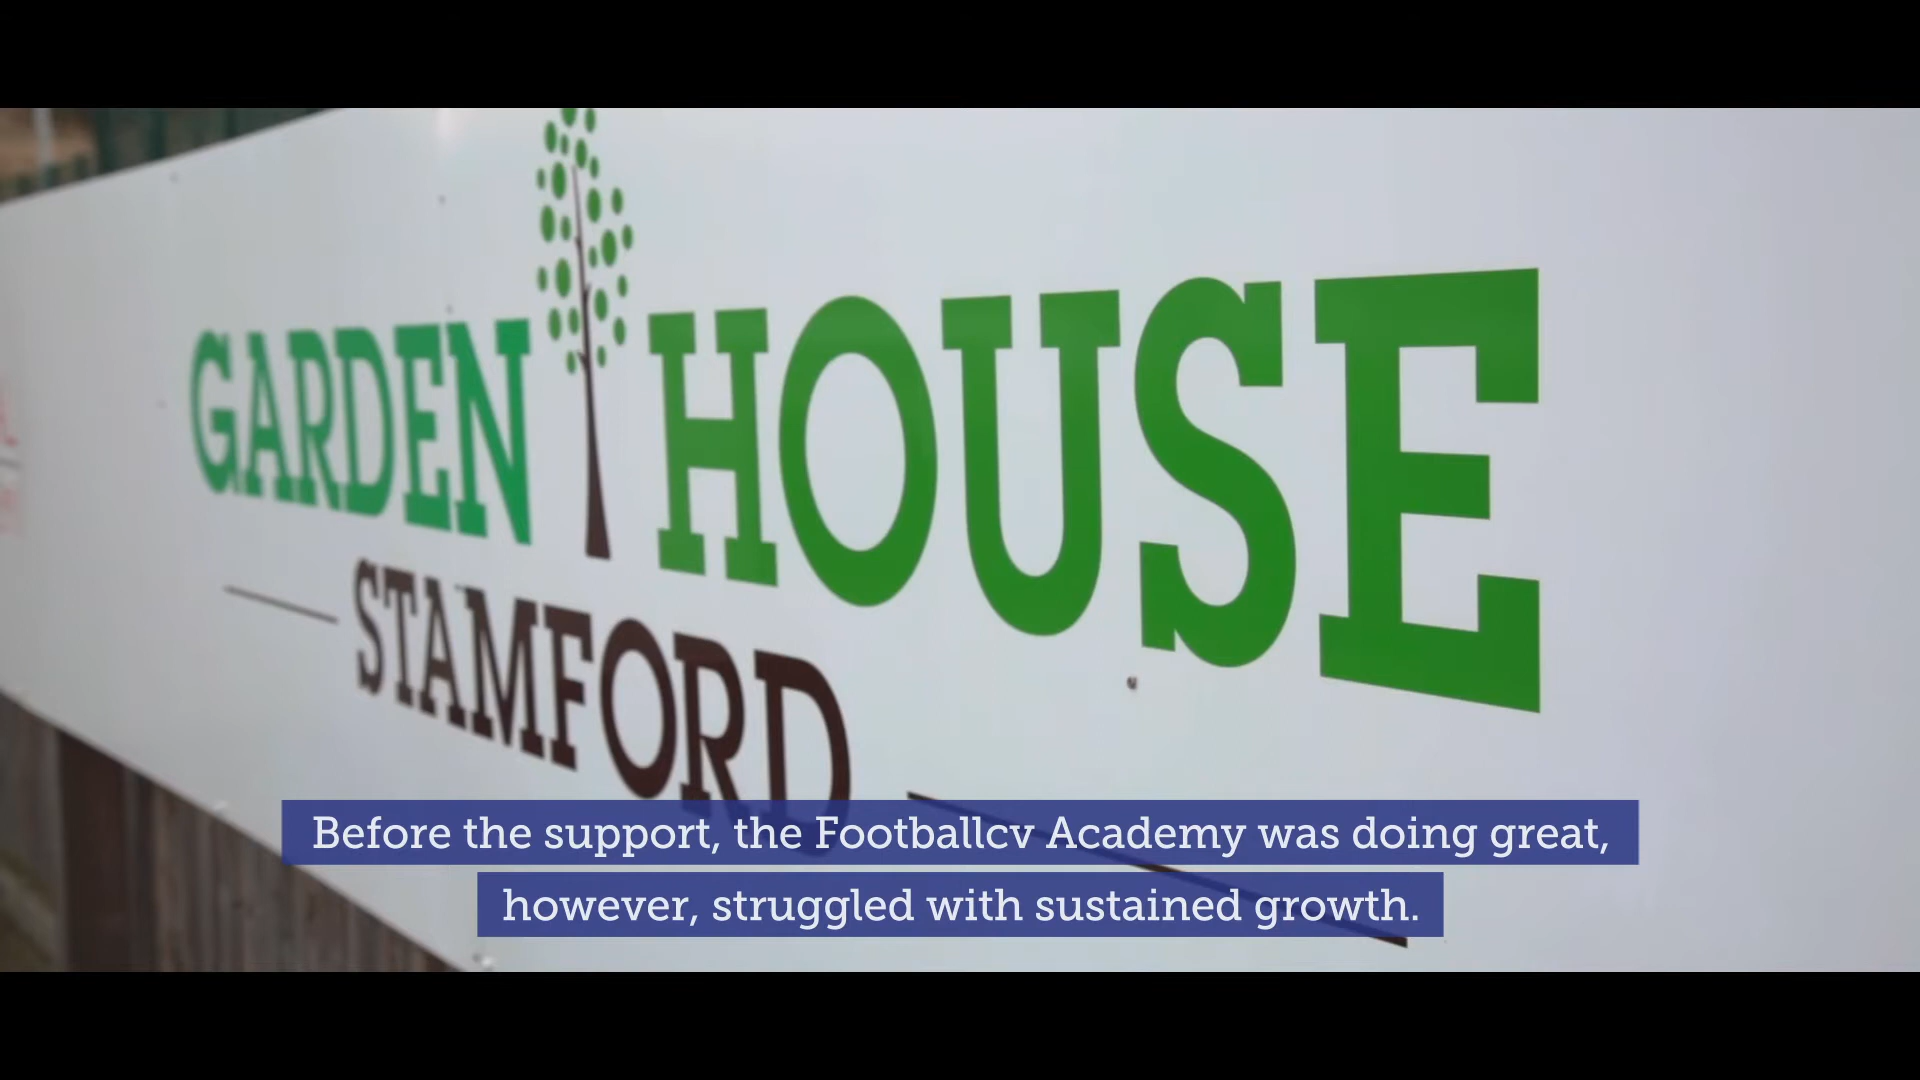 GARDEN HOUSE
STAMFORD
Before the support, the Footballcv Academy was doing great,
however, struggled with sustained growth.